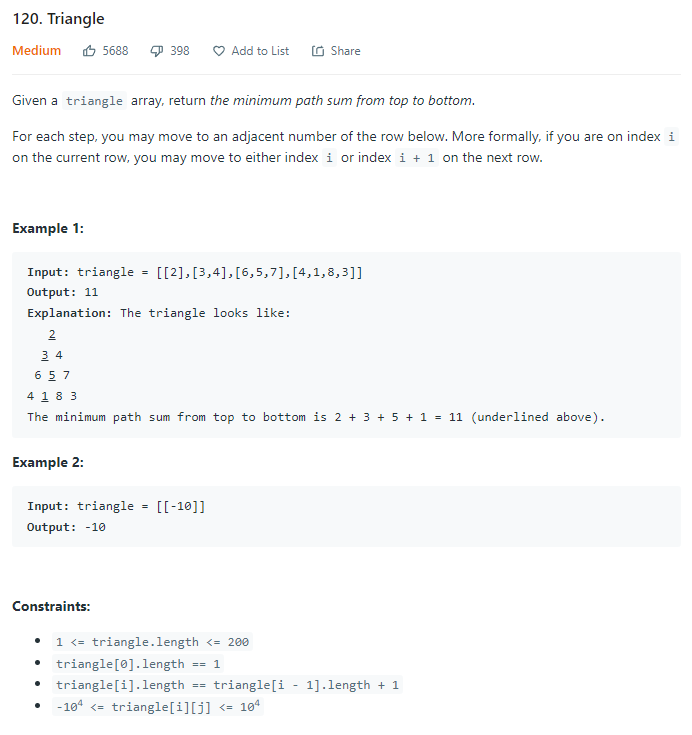 120. Triangle
Medium 5688 398 Add to List Share
Given a triangle array, return the minimum path sum from top to bottom.
For each step, you may move to an adjacent number of the row below. More formally, if you are on index i
on the current row, you may move to either index i or index i + 1 on the next row.
Example 1:
Input: triangle = [[2],[3,4],[6,5,7],[4,1,8,3]]
Output: 11
Explanation: The triangle looks like:
2
3 4
6 5 7
4 1 8 3
The minimum path sum from top to bottom is 2 + 3 + 5 + 1 = 11 (underlined above).
Example 2:
Input: triangle = [[-10]]
Output: -10
Constraints:
1 <= triangle.length <= 200
triangle[0].length == 1
triangle[i].length == triangle[i - 1].length + 1
-10⁴ <= triangle[i][j] <= 10⁴